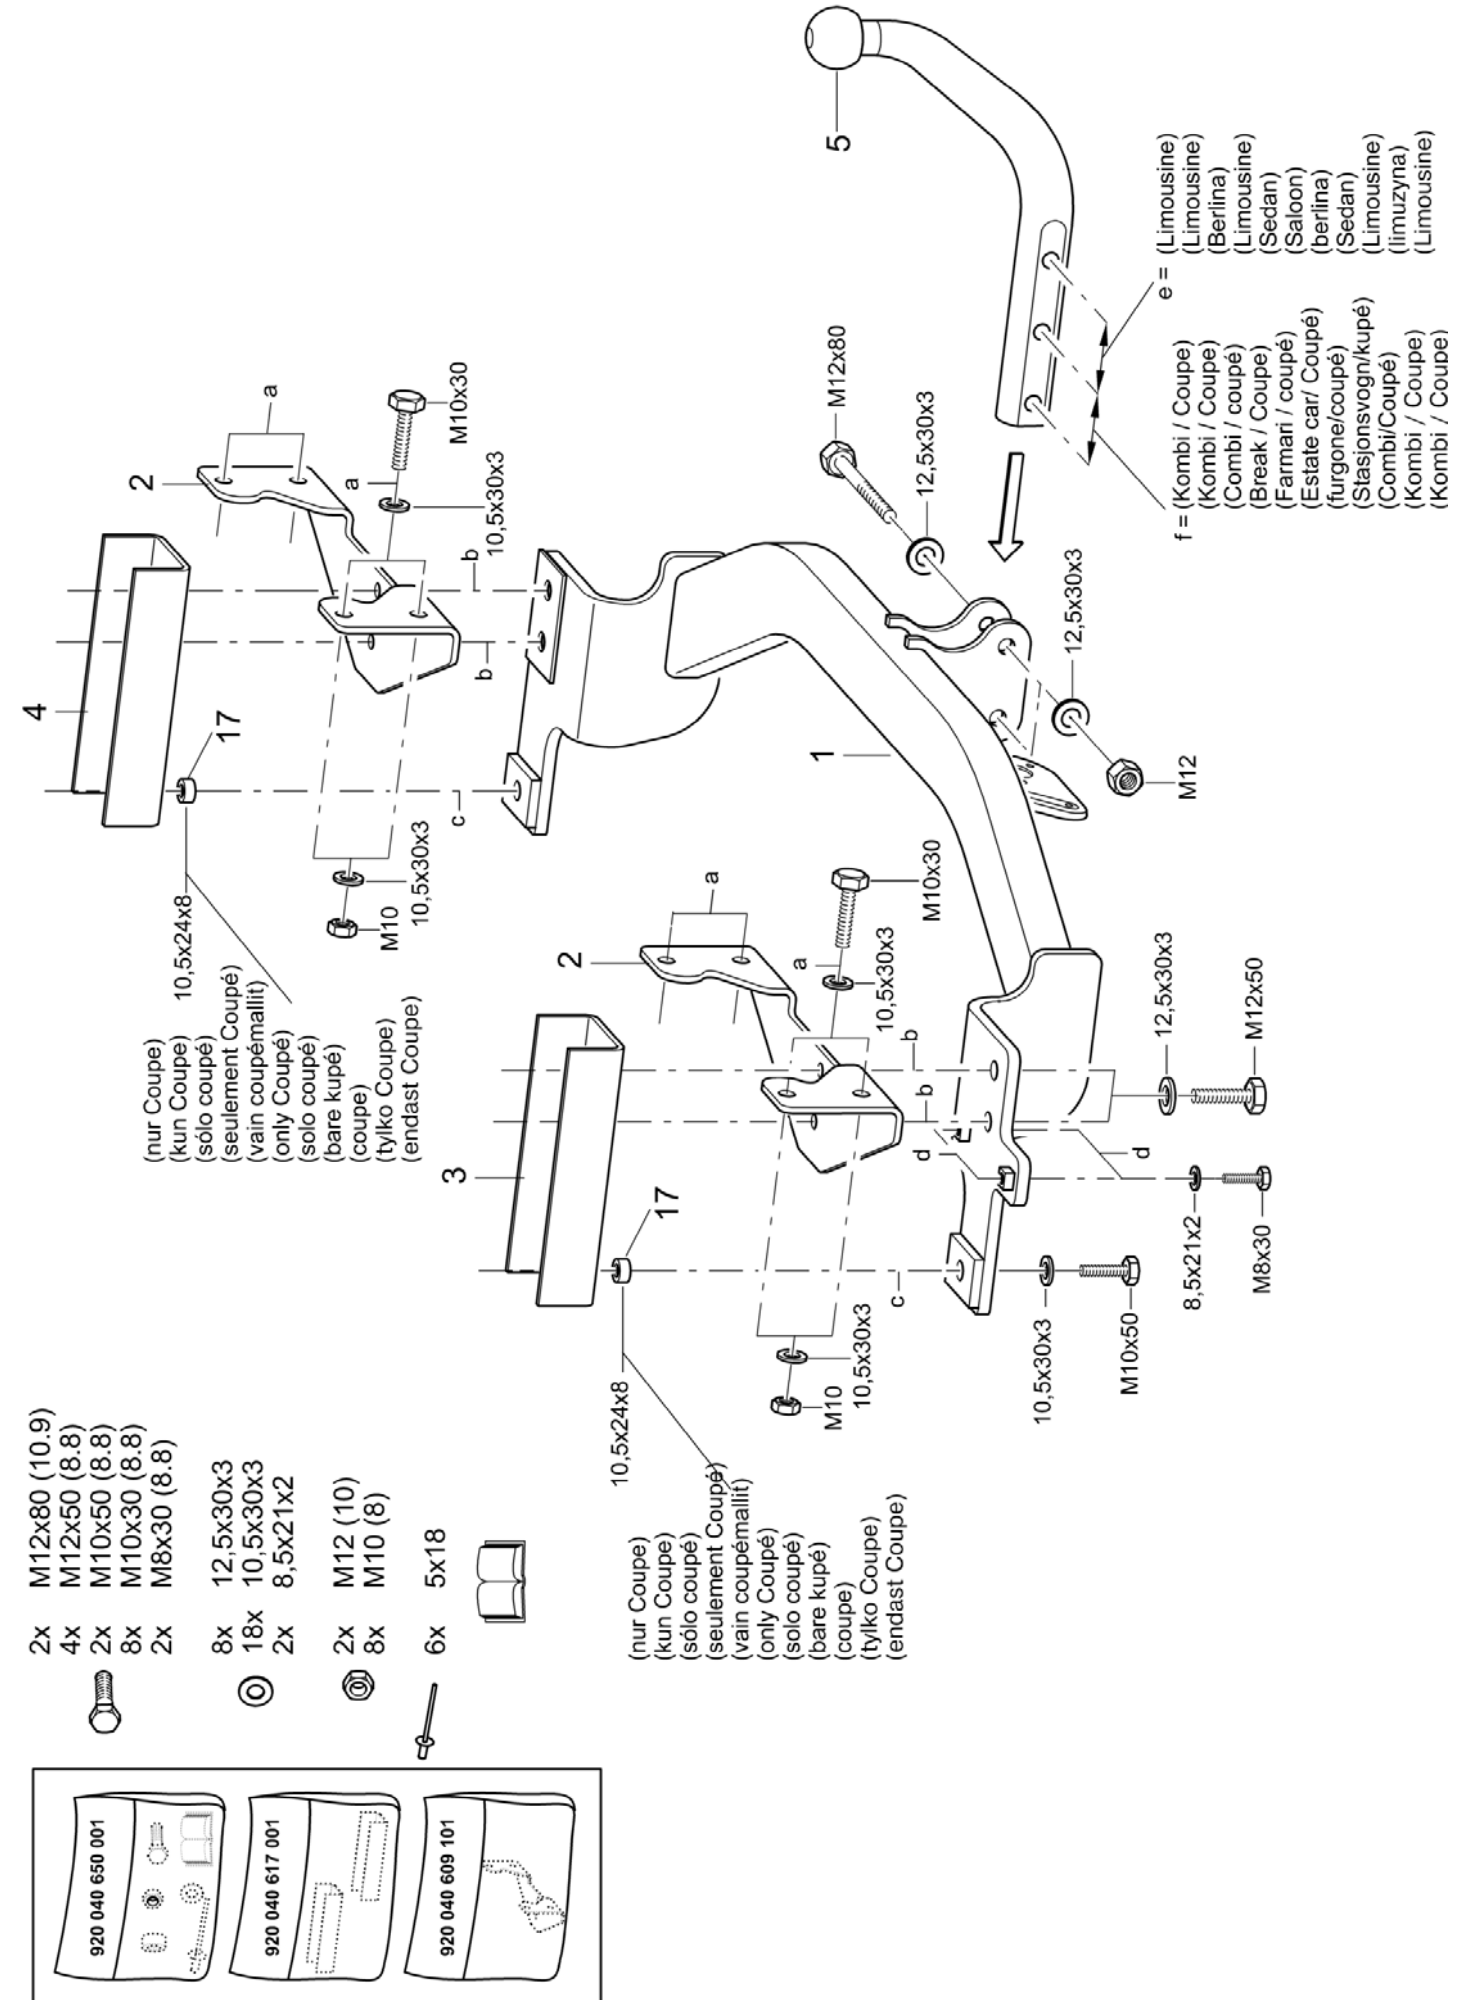 2x M12x80 (10.9)
4x M12x50 (8.8)
2x M10x50 (8.8)
8x M10x30 (8.8)
2x M8x30 (8.8)
8x 12,5x30x3
18x 10,5x30x3
2x 8,5x21x2
2x M12 (10)
8x M10 (8)
6x 5x18
920 040 650 001
920 040 617 001
920 040 609 101
4
17
10,5x24x8
(nur Coupe)
(kun Coupe)
(sólo coupé)
(seulement Coupé)
(vain coupémallit)
(only Coupé)
(solo coupé)
(bare kupé)
(coupe)
(tylko Coupe)
(endast Coupe)
2
a
a
M10x30
10,5x30x3
b
b
c
M10
10,5x30x3
3
17
10,5x24x8
(nur Coupe)
(kun Coupe)
(sólo coupé)
(seulement Coupé)
(vain coupémallit)
(only Coupé)
(solo coupé)
(bare kupé)
(coupe)
(tylko Coupe)
(endast Coupe)
2
a
a
M10x30
10,5x30x3
b
b
c
d
d
M10
10,5x30x3
1
10,5x30x3
M10x50
8,5x21x2
M8x30
12,5x30x3
M12x50
M12x80
12,5x30x3
12,5x30x3
M12
5
e =
(Limousine)
(Limousine)
(Berlina)
(Limousine)
(Sedan)
(Saloon)
(berlina)
(Sedan)
(Limousine)
(limuzyna)
(Limousine)
f = (Kombi / Coupe)
(Kombi / Coupe)
(Combi / coupé)
(Break / Coupe)
(Farmari / coupé)
(Estate car/ Coupé)
(furgone/coupé)
(Stasjonsvogn/kupé)
(Combi/Coupé)
(Kombi / Coupe)
(Kombi / Coupe)